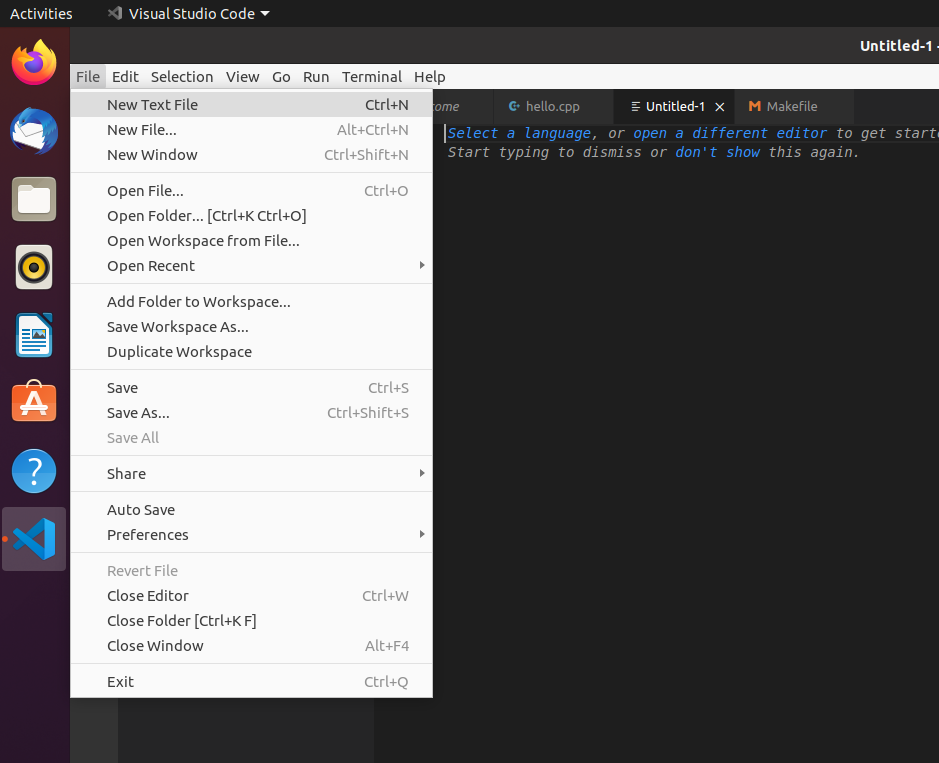 Activities Visual Studio Code
Untitled-1 -
File Edit Selection View Go Run Terminal Help
New Text File Ctrl+N
New File... Alt+Ctrl+N
New Window Ctrl+Shift+N
Open File... Ctrl+O
Open Folder... [Ctrl+K Ctrl+O]
Open Workspace from File...
Open Recent
Add Folder to Workspace...
Save Workspace As...
Duplicate Workspace
Save Ctrl+S
Save As... Ctrl+Shift+S
Save All
Share
Auto Save
Preferences
Revert File
Close Editor Ctrl+W
Close Folder [Ctrl+K F]
Close Window Alt+F4
Exit Ctrl+Q
ome hello.cpp Untitled-1 Makefile
Select a language, or open a different editor to get starte
Start typing to dismiss or don't show this again.